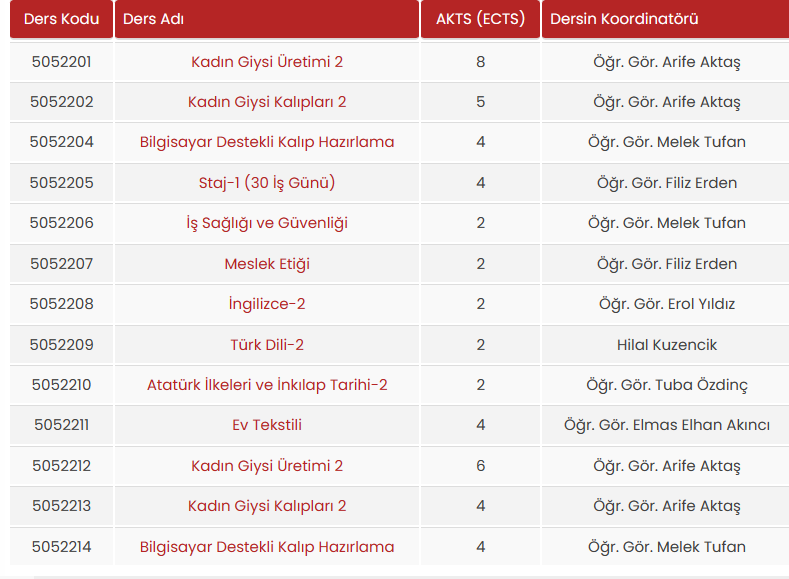 Ders Kodu Ders Adı AKTS (ECTS) Dersin Koordinatörü
5052201 Kadın Giysi Üretimi 2 8 Öğr. Gör. Arife Aktaş
5052202 Kadın Giysi Kalıpları 2 5 Öğr. Gör. Arife Aktaş
5052204 Bilgisayar Destekli Kalıp Hazırlama 4 Öğr. Gör. Melek Tufan
5052205 Staj-1 (30 İş Günü) 4 Öğr. Gör. Filiz Erden
5052206 İş Sağlığı ve Güvenliği 2 Öğr. Gör. Melek Tufan
5052207 Meslek Etiği 2 Öğr. Gör. Filiz Erden
5052208 İngilizce-2 2 Öğr. Gör. Erol Yıldız
5052209 Türk Dili-2 2 Hilal Kuzencik
5052210 Atatürk İlkeleri ve İnkılap Tarihi-2 2 Öğr. Gör. Tuba Özdinç
5052211 Ev Tekstili 4 Öğr. Gör. Elmas Elhan Akıncı
5052212 Kadın Giysi Üretimi 2 6 Öğr. Gör. Arife Aktaş
5052213 Kadın Giysi Kalıpları 2 4 Öğr. Gör. Arife Aktaş
5052214 Bilgisayar Destekli Kalıp Hazırlama 4 Öğr. Gör. Melek Tufan